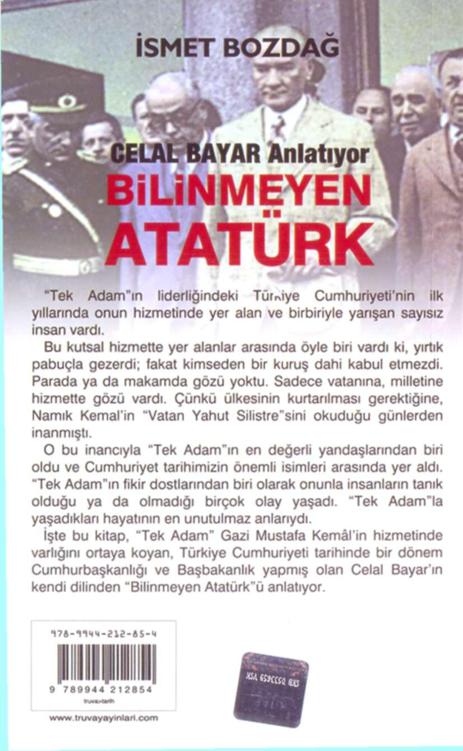 İSMET BOZDAĞ
CELAL BAYAR Anlatıyor
BİLİNMEYEN
ATATÜRK
"Tek Adam"ın liderliğindeki Türkiye Cumhuriyeti'nin ilk
yıllarında onun hizmetinde yer alan ve birbiriyle yarışan sayısız
insan vardı.
Bu kutsal hizmette yer alanlar arasında öyle biri vardı ki, yırtık
pabuçla gezerdi; fakat kimseden bir kuruş dahi kabul etmezdi.
Parada ya da makamda gözü yoktu. Sadece vatanına, milletine
hizmette gözü vardı. Çünkü ülkesinin kurtarılması gerektiğine,
Namık Kemal'in "Vatan Yahut Silistre"sini okuduğu günlerden
inanmıştı.
O bu inancıyla "Tek Adam"ın en değerli yandaşlarından biri
oldu ve Cumhuriyet tarihimizin önemli isimleri arasında yer aldı.
"Tek Adam"ın fikir dostlarından biri olarak onunla insanların tanık
olduğu ya da olmadığı birçok olay yaşadı. "Tek Adam"la
yaşadıkları hayatının en unutulmaz anlarıydı.
İşte bu kitap, "Tek Adam" Gazi Mustafa Kemâl'in hizmetinde
varlığını ortaya koyan, Türkiye Cumhuriyeti tarihinde bir dönem
Cumhurbaşkanlığı ve Başbakanlık yapmış olan Celal Bayar'ın
kendi dilinden "Bilinmeyen Atatürk"ü anlatıyor.
978-9944-212-85-4
9 789944 212854
truva-tarih
www.truvayayinlari.com